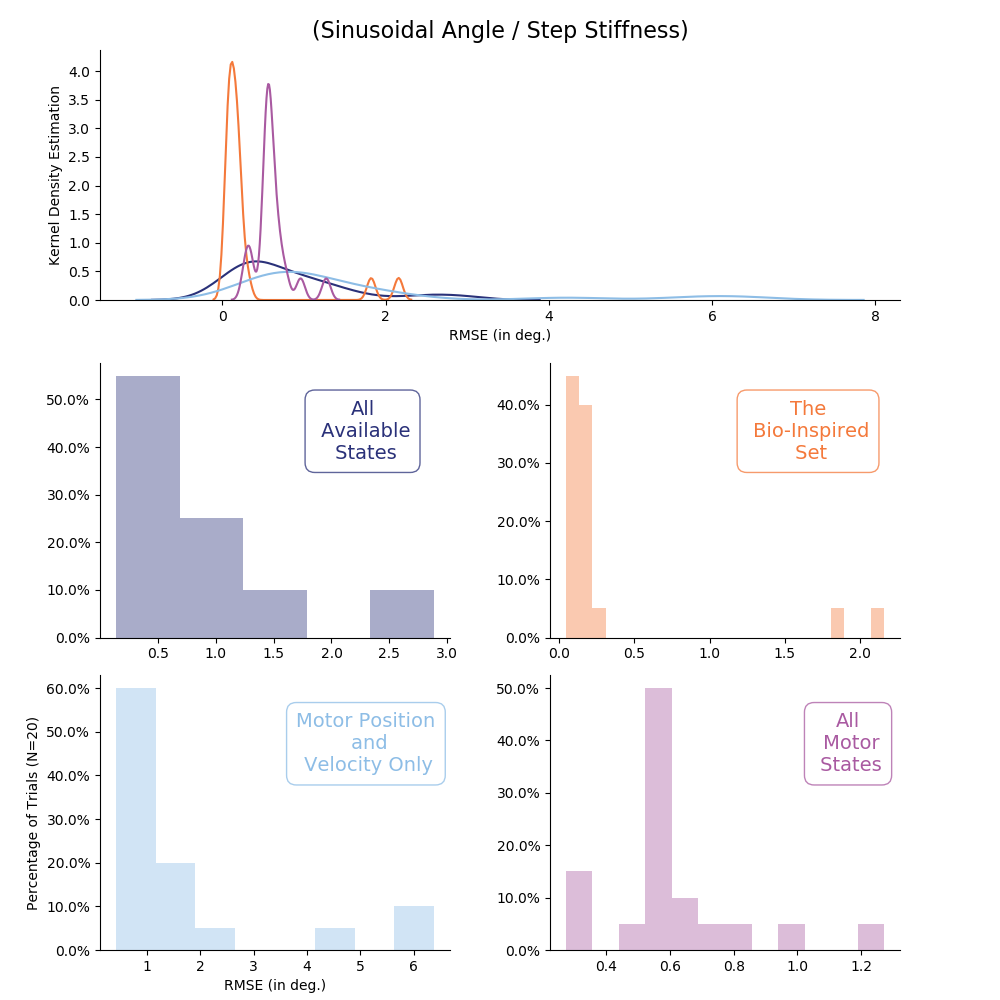 (Sinusoidal Angle / Step Stiffness)
4.0
3.5
3.0
2.5
2.0
1.5
1.0
0.5
0.0
Kernel Density Estimation
0 2 4 6 8
RMSE (in deg.)
50.0%
40.0%
30.0%
20.0%
10.0%
0.0%
All
Available
States
0.5 1.0 1.5 2.0 2.5 3.0
40.0%
30.0%
20.0%
10.0%
0.0%
The
Bio-Inspired
Set
0.0 0.5 1.0 1.5 2.0
60.0%
50.0%
40.0%
30.0%
20.0%
10.0%
0.0%
Percentage of Trials (N=20)
Motor Position
and
Velocity Only
1 2 3 4 5 6
RMSE (in deg.)
50.0%
40.0%
30.0%
20.0%
10.0%
0.0%
All
Motor
States
0.4 0.6 0.8 1.0 1.2